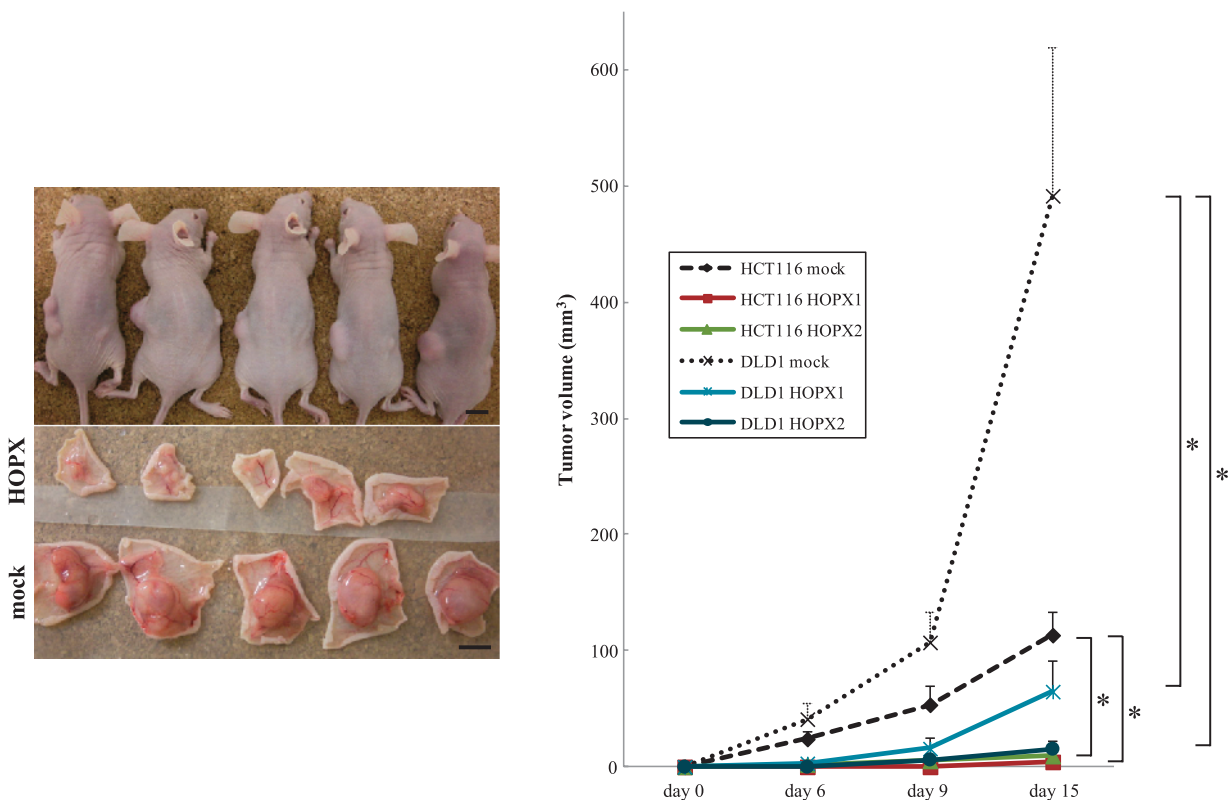 HOPX
mock
Tumor volume (mm³)
600
500
400
300
200
100
0
day 0
day 6
day 9
day 15
HCT116 mock
HCT116 HOPX1
HCT116 HOPX2
DLD1 mock
DLD1 HOPX1
DLD1 HOPX2
*
*
*
*